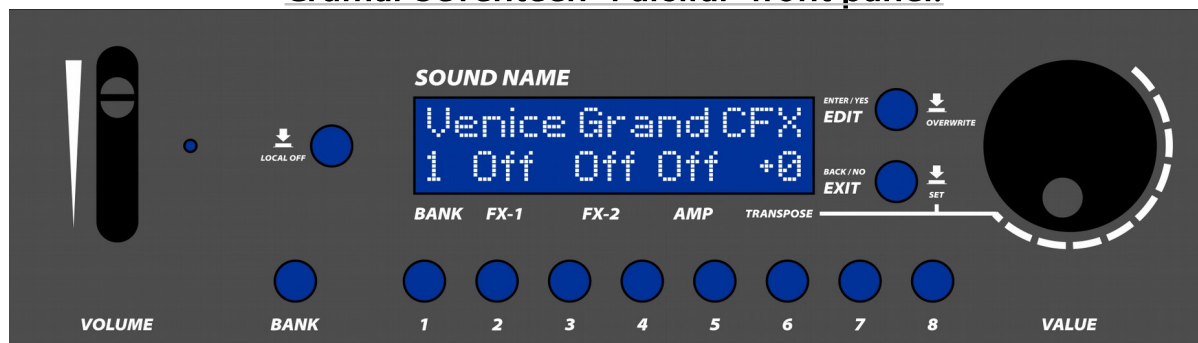 SOUND NAME
Venice Grand CFX
1 Off Off Off +0
BANK FX-1 FX-2 AMP TRANSPOSE
LOCAL OFF
ENTER / YES
EDIT
OVERWRITE
BACK / NO
EXIT
SET
VOLUME BANK 1 2 3 4 5 6 7 8 VALUE